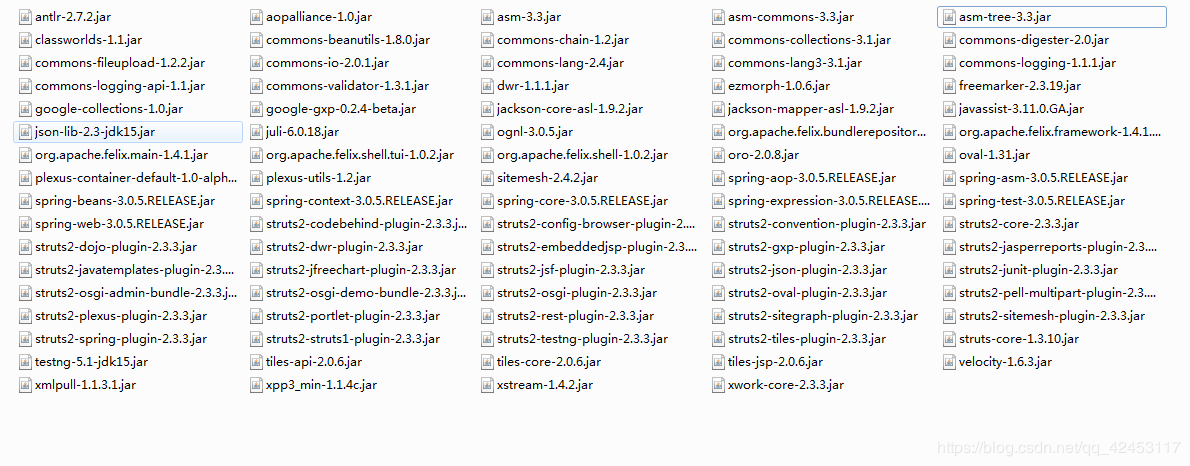 antlr-2.7.2.jar aopalliance-1.0.jar asm-3.3.jar asm-commons-3.3.jar asm-tree-3.3.jar
classworlds-1.1.jar commons-beanutils-1.8.0.jar commons-chain-1.2.jar commons-collections-3.1.jar commons-digester-2.0.jar
commons-fileupload-1.2.2.jar commons-io-2.0.1.jar commons-lang-2.4.jar commons-lang3-3.1.jar commons-logging-1.1.1.jar
commons-logging-api-1.1.jar commons-validator-1.3.1.jar dwr-1.1.1.jar ezmorph-1.0.6.jar freemarker-2.3.19.jar
google-collections-1.0.jar google-gxp-0.2.4-beta.jar jackson-core-asl-1.9.2.jar jackson-mapper-asl-1.9.2.jar javassist-3.11.0.GA.jar
json-lib-2.3-jdk15.jar juli-6.0.18.jar ognl-3.0.5.jar org.apache.felix.bundlerepositor... org.apache.felix.framework-1.4.1....
org.apache.felix.main-1.4.1.jar org.apache.felix.shell.tui-1.0.2.jar org.apache.felix.shell-1.0.2.jar oro-2.0.8.jar oval-1.31.jar
plexus-container-default-1.0-alph... plexus-utils-1.2.jar sitemesh-2.4.2.jar spring-aop-3.0.5.RELEASE.jar spring-asm-3.0.5.RELEASE.jar
spring-beans-3.0.5.RELEASE.jar spring-context-3.0.5.RELEASE.jar spring-core-3.0.5.RELEASE.jar spring-expression-3.0.5.RELEASE.... spring-test-3.0.5.RELEASE.jar
spring-web-3.0.5.RELEASE.jar struts2-codebehind-plugin-2.3.3.j... struts2-config-browser-plugin-2.... struts2-convention-plugin-2.3.3.jar struts2-core-2.3.3.jar
struts2-dojo-plugin-2.3.3.jar struts2-dwr-plugin-2.3.3.jar struts2-embeddedjsp-plugin-2.3.... struts2-gxp-plugin-2.3.3.jar struts2-jasperreports-plugin-2.3....
struts2-javatemplates-plugin-2.3.... struts2-jfreechart-plugin-2.3.3.jar struts2-jsf-plugin-2.3.3.jar struts2-json-plugin-2.3.3.jar struts2-junit-plugin-2.3.3.jar
struts2-osgi-admin-bundle-2.3.3.j... struts2-osgi-demo-bundle-2.3.3.j... struts2-osgi-plugin-2.3.3.jar struts2-oval-plugin-2.3.3.jar struts2-pell-multipart-plugin-2.3....
struts2-plexus-plugin-2.3.3.jar struts2-portlet-plugin-2.3.3.jar struts2-rest-plugin-2.3.3.jar struts2-sitegraph-plugin-2.3.3.jar struts2-sitemesh-plugin-2.3.3.jar
struts2-spring-plugin-2.3.3.jar struts2-struts1-plugin-2.3.3.jar struts2-testng-plugin-2.3.3.jar struts2-tiles-plugin-2.3.3.jar struts-core-1.3.10.jar
testng-5.1-jdk15.jar tiles-api-2.0.6.jar tiles-core-2.0.6.jar tiles-jsp-2.0.6.jar velocity-1.6.3.jar
xmlpull-1.1.3.1.jar xpp3_min-1.1.4c.jar xstream-1.4.2.jar xwork-core-2.3.3.jar
https://blog.csdn.net/qq_42453117